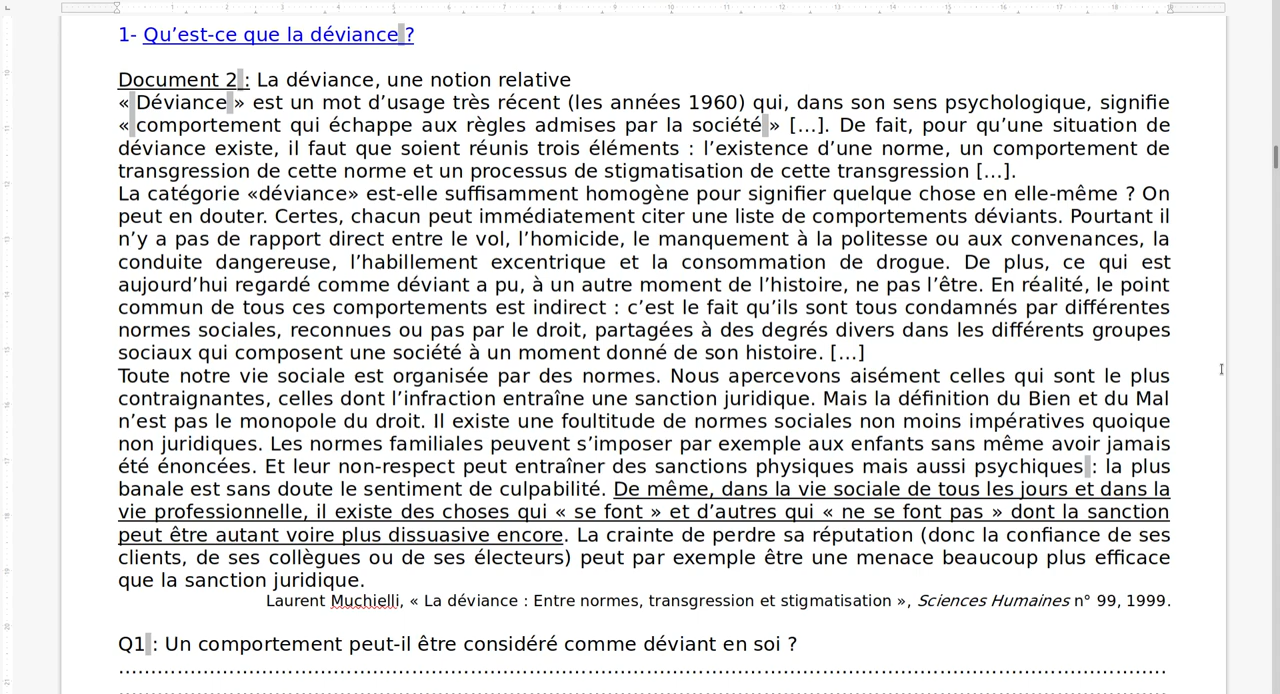 1- Qu’est-ce que la déviance ?
Document 2 : La déviance, une notion relative
« Déviance » est un mot d’usage très récent (les années 1960) qui, dans son sens psychologique, signifie
« comportement qui échappe aux règles admises par la société » […]. De fait, pour qu’une situation de
déviance existe, il faut que soient réunis trois éléments : l’existence d’une norme, un comportement de
transgression de cette norme et un processus de stigmatisation de cette transgression […].
La catégorie «déviance» est-elle suffisamment homogène pour signifier quelque chose en elle-même ? On
peut en douter. Certes, chacun peut immédiatement citer une liste de comportements déviants. Pourtant il
n’y a pas de rapport direct entre le vol, l’homicide, le manquement à la politesse ou aux convenances, la
conduite dangereuse, l’habillement excentrique et la consommation de drogue. De plus, ce qui est
aujourd’hui regardé comme déviant a pu, à un autre moment de l’histoire, ne pas l’être. En réalité, le point
commun de tous ces comportements est indirect : c’est le fait qu’ils sont tous condamnés par différentes
normes sociales, reconnues ou pas par le droit, partagées à des degrés divers dans les différents groupes
sociaux qui composent une société à un moment donné de son histoire. […]
Toute notre vie sociale est organisée par des normes. Nous apercevons aisément celles qui sont le plus
contraignantes, celles dont l’infraction entraîne une sanction juridique. Mais la définition du Bien et du Mal
n’est pas le monopole du droit. Il existe une foultitude de normes sociales non moins impératives quoique
non juridiques. Les normes familiales peuvent s’imposer par exemple aux enfants sans même avoir jamais
été énoncées. Et leur non-respect peut entraîner des sanctions physiques mais aussi psychiques : la plus
banale est sans doute le sentiment de culpabilité. De même, dans la vie sociale de tous les jours et dans la
vie professionnelle, il existe des choses qui « se font » et d’autres qui « ne se font pas » dont la sanction
peut être autant voire plus dissuasive encore. La crainte de perdre sa réputation (donc la confiance de ses
clients, de ses collègues ou de ses électeurs) peut par exemple être une menace beaucoup plus efficace
que la sanction juridique.
Laurent Muchielli, « La déviance : Entre normes, transgression et stigmatisation », Sciences Humaines n° 99, 1999.
Q1 : Un comportement peut-il être considéré comme déviant en soi ?